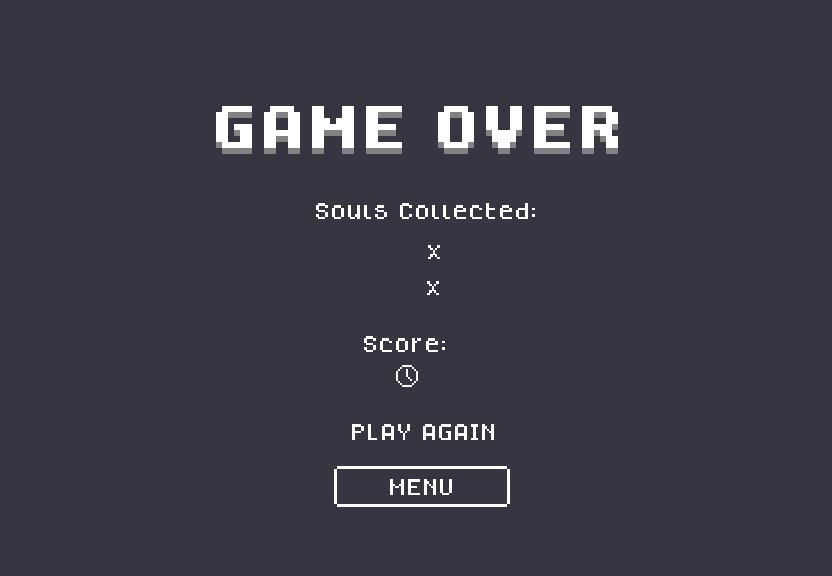 GAME OVER
Souls Collected:
x
x
Score:
PLAY AGAIN
MENU